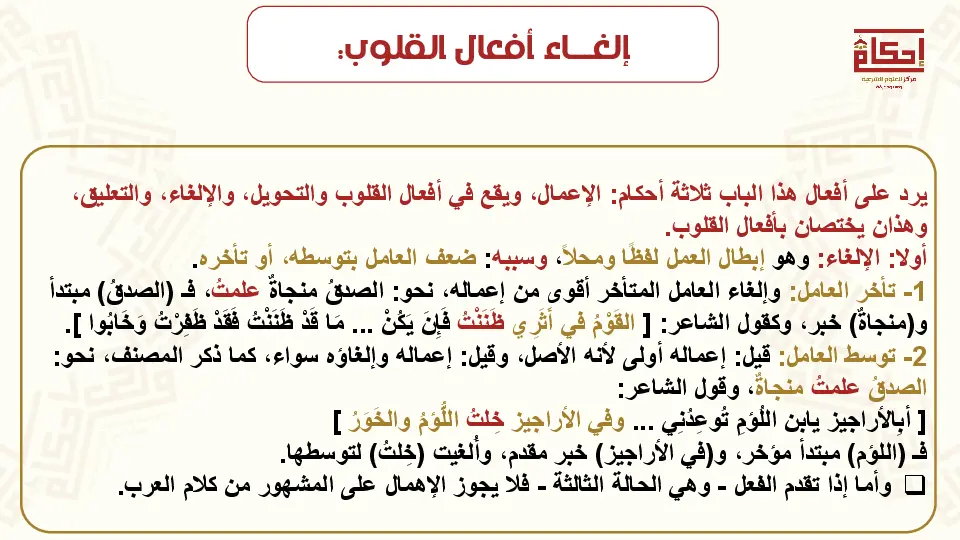 إلغـــاء أفعال القلوب:
إحكام
مركز للعلوم الشرعية
يرد على أفعال هذا الباب ثلاثة أحكام: الإعمال، ويقع في أفعال القلوب والتحويل، والإلغاء، والتعليق،
وهذان يختصان بأفعال القلوب.
أولا: الإلغاء: وهو إبطال العمل لفظًا ومحلاً، وسببه: ضعف العامل بتوسطه، أو تأخره.
1- تأخر العامل: وإلغاء العامل المتأخر أقوى من إعماله، نحو: الصدقُ منجاةٌ علمتُ، فـ (الصدقُ) مبتدأ
و(منجاةٌ) خبر، وكقول الشاعر: [ القَوْمُ في أثَرِي ظَنَنْتُ فَإِنَ يَكُنْ ... مَا قَدْ ظَنَنْتُ فَقَدْ ظَفِرْتُ وَخَابُوا ].
2- توسط العامل: قيل: إعماله أولى لأنه الأصل، وقيل: إعماله وإلغاؤه سواء، كما ذكر المصنف، نحو:
الصدقُ علمتُ منجاةٌ، وقول الشاعر:
[ أبِالأراجيز يابن اللُؤمِ تُوعِدُنِي ... وفي الأراجيز خِلتُ اللُّؤمُ والخَوَرُ ]
فـ (اللؤم) مبتدأ مؤخر، و(في الأراجيز) خبر مقدم، وأُلغيت (خِلتُ) لتوسطها.
❑ وأما إذا تقدم الفعل - وهي الحالة الثالثة - فلا يجوز الإهمال على المشهور من كلام العرب.